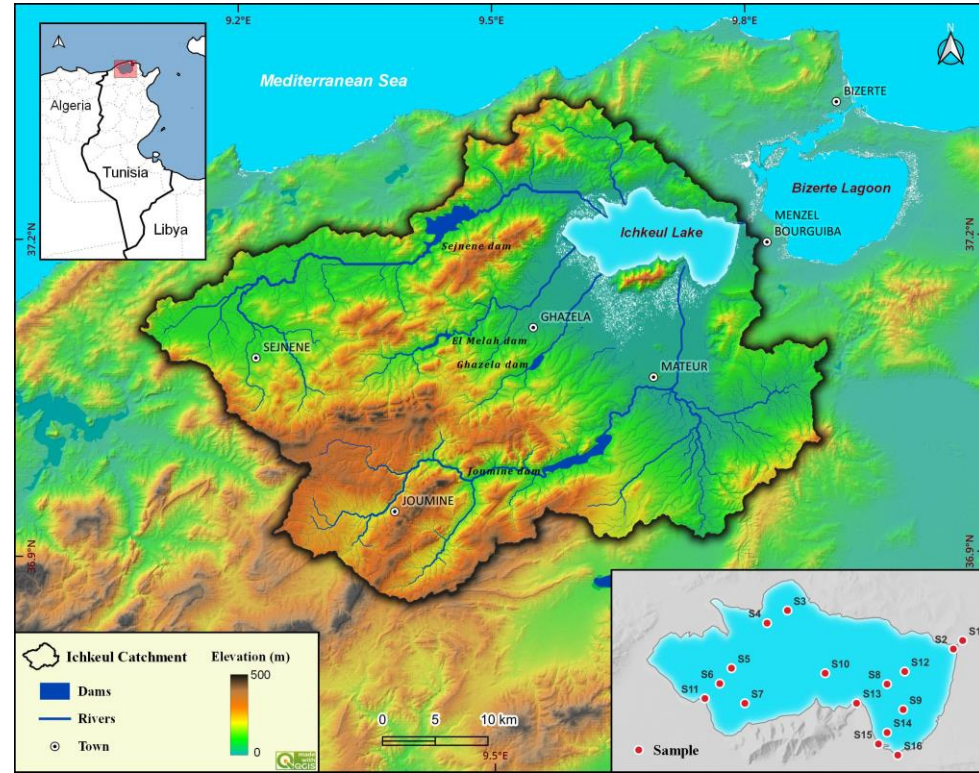 9.2°E
9.5°E
9.8°E
Mediterranean Sea
Algeria
Tunisia
Libya
BIZERTE
Bizerte Lagoon
MENZEL
BOURGUIBA
Ichkeul Lake
37.2°N
37.2°N
Sejnene dam
GHAZELA
El Melah dam
Ghazela dam
SEJNENE
MATEUR
Joumine dam
JOUMINE
36.9°N
36.9°N
Ichkeul Catchment
Dams
Rivers
Town
Elevation (m)
500
0
made
with
QGIS
0 5 10 km
9.5°E
S3
S4
S1
S2
S5
S10
S12
S6
S8
S11
S7
S13
S9
S14
S15
S16
Sample